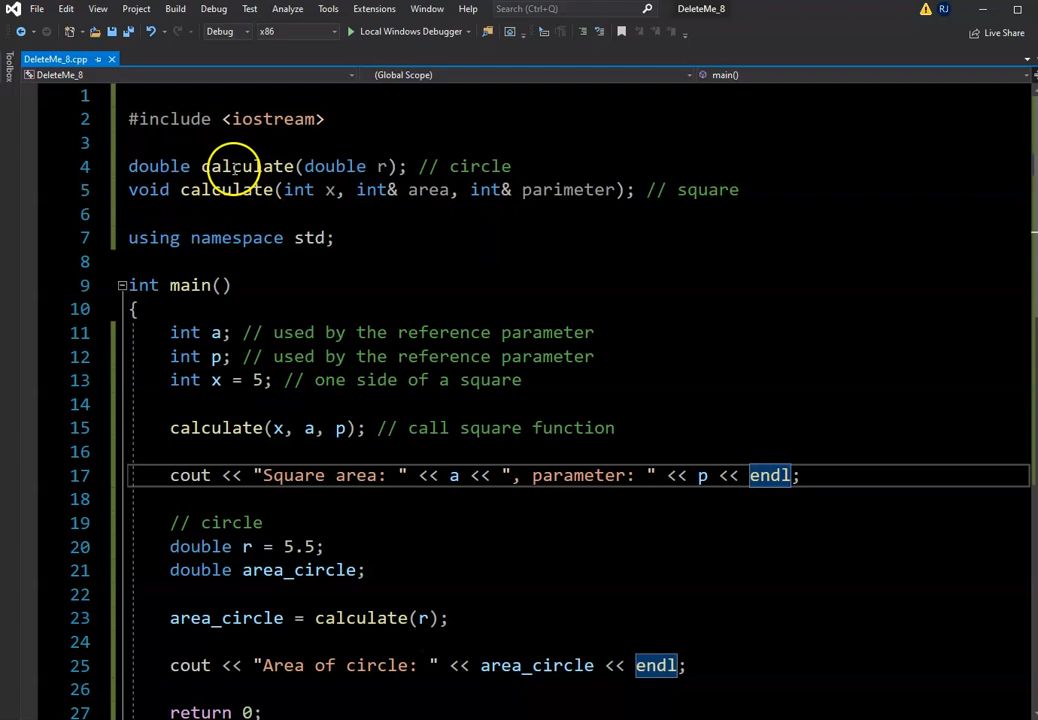 File Edit View Project Build Debug Test Analyze Tools Extensions Window Help Search (Ctrl+Q) DeleteMe_8 RJ
Debug x86 Local Windows Debugger Live Share
DeleteMe_8.cpp
DeleteMe_8 (Global Scope) main()
Toolbox
1
2 #include <iostream>
3
4 double calculate(double r); // circle
5 void calculate(int x, int& area, int& parimeter); // square
6
7 using namespace std;
8
9 int main()
10 {
11 int a; // used by the reference parameter
12 int p; // used by the reference parameter
13 int x = 5; // one side of a square
14
15 calculate(x, a, p); // call square function
16
17 cout << "Square area: " << a << ", parameter: " << p << endl;
18
19 // circle
20 double r = 5.5;
21 double area_circle;
22
23 area_circle = calculate(r);
24
25 cout << "Area of circle: " << area_circle << endl;
26
27 return 0;